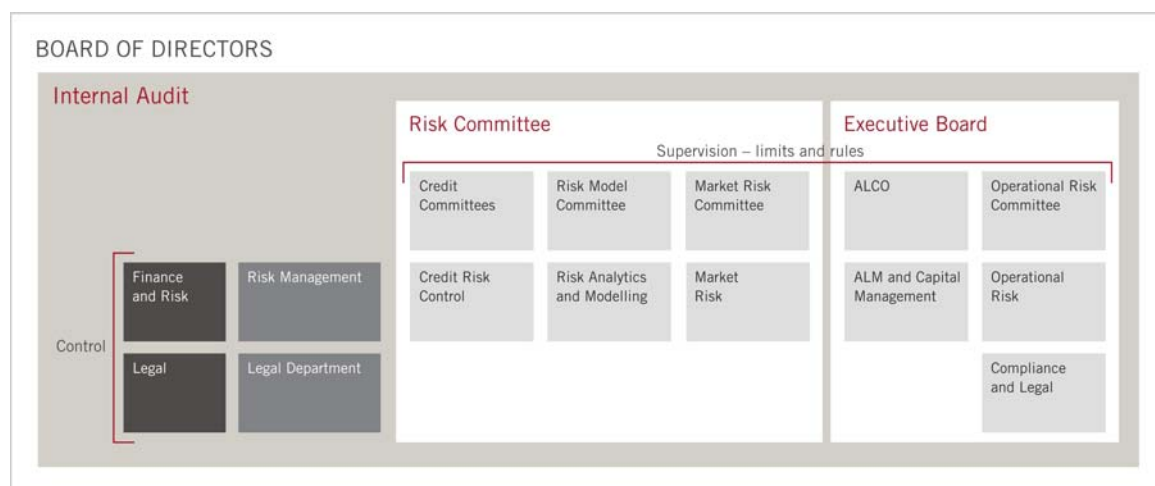 BOARD OF DIRECTORS
Internal Audit
Risk Committee
Executive Board
Supervision – limits and rules
Credit
Committees
Risk Model
Committee
Market Risk
Committee
ALCO
Operational Risk
Committee
Control
Finance
and Risk
Risk Management
Credit Risk
Control
Risk Analytics
and Modelling
Market
Risk
ALM and Capital
Management
Operational
Risk
Legal
Legal Department
Compliance
and Legal